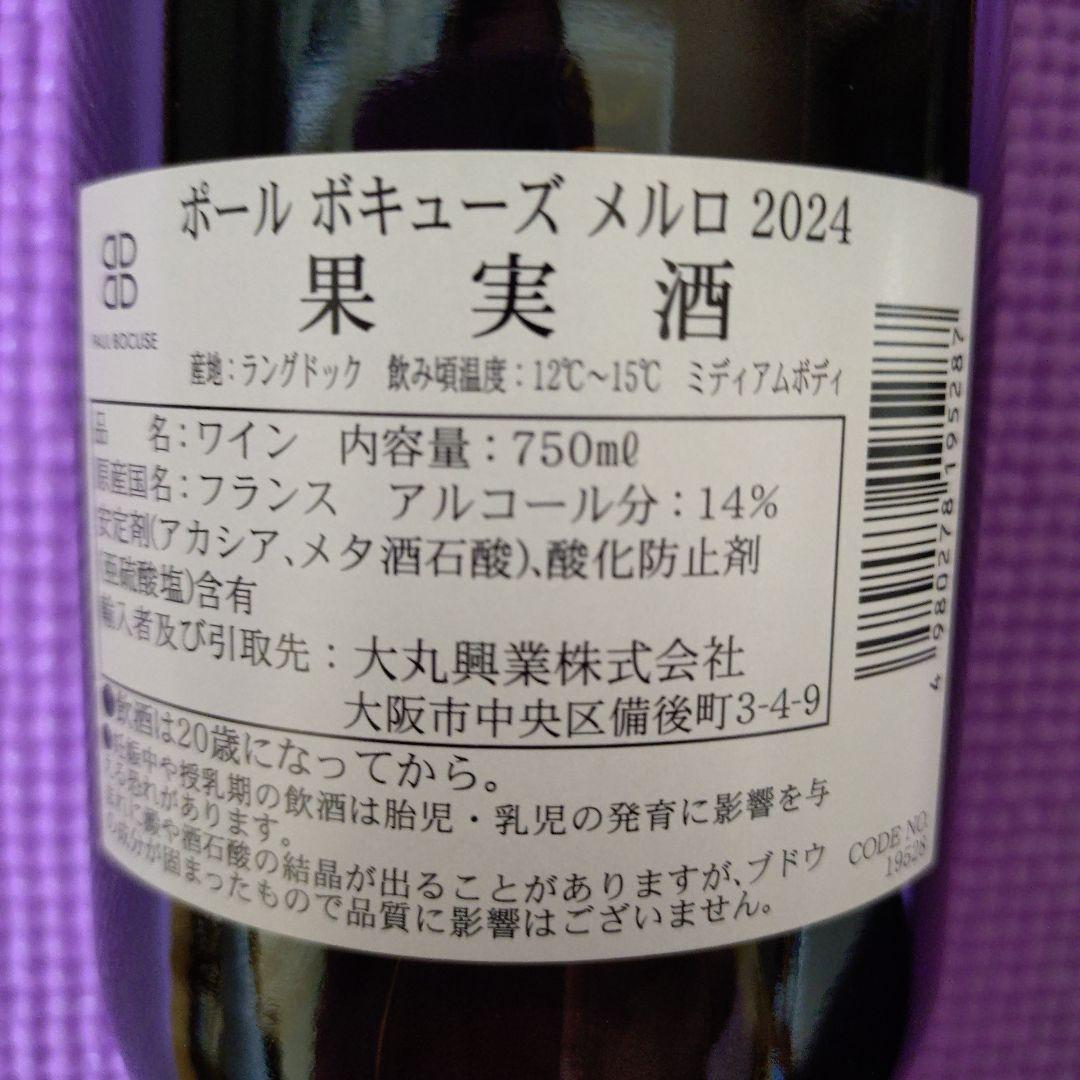 ポール ボキューズ メルロ 2024
果実酒
PAUL BOCUSE
産地:ラングドック 飲み頃温度:12℃~15℃ ミディアムボディ
品 名:ワイン 内容量:750㎖
原産国名:フランス アルコール分:14%
安定剤(アカシア、メタ酒石酸)、酸化防止剤
(亜硫酸塩)含有
輸入者及び引取先:大丸興業株式会社
大阪市中央区備後町3-4-9
●飲酒は20歳になってから。
●妊娠中や授乳期の飲酒は胎児・乳児の発育に影響を与
える恐れがあります。
まれに澱や酒石酸の結晶が出ることがありますが、ブドウ
の成分が固まったもので品質に影響はございません。
CODE NO.
19528
4980278195287